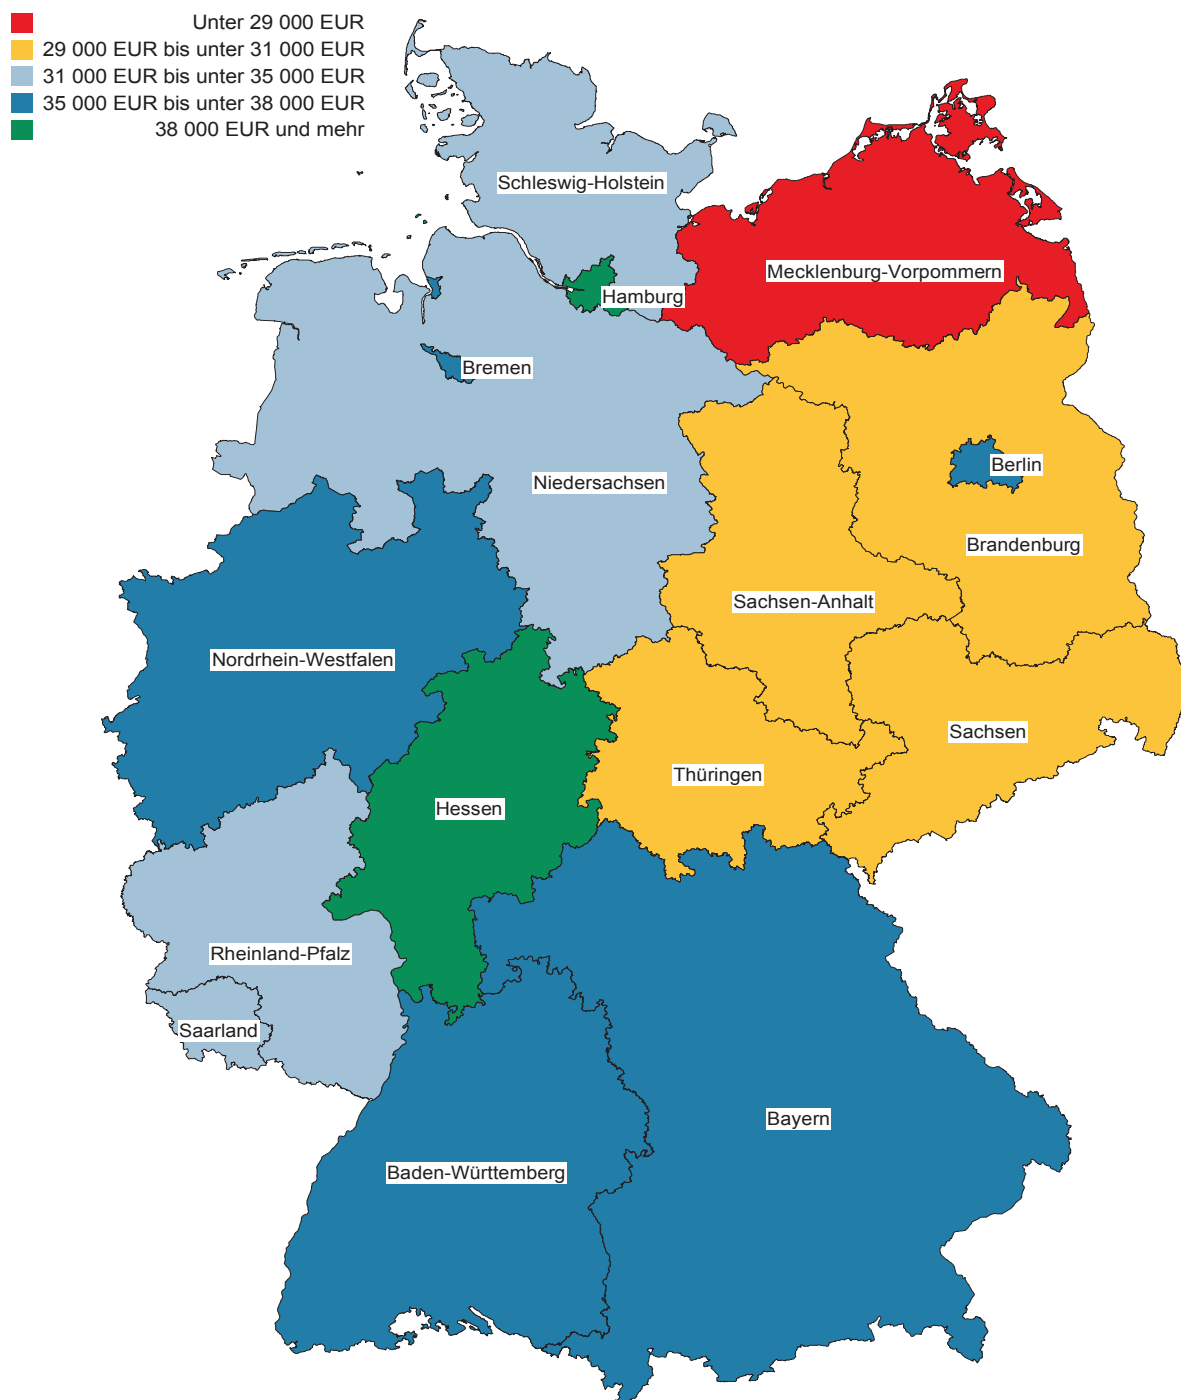 Unter 29 000 EUR
29 000 EUR bis unter 31 000 EUR
31 000 EUR bis unter 35 000 EUR
35 000 EUR bis unter 38 000 EUR
38 000 EUR und mehr
Schleswig-Holstein
Mecklenburg-Vorpommern
Hamburg
Bremen
Berlin
Niedersachsen
Brandenburg
Sachsen-Anhalt
Nordrhein-Westfalen
Sachsen
Thüringen
Hessen
Rheinland-Pfalz
Saarland
Bayern
Baden-Württemberg